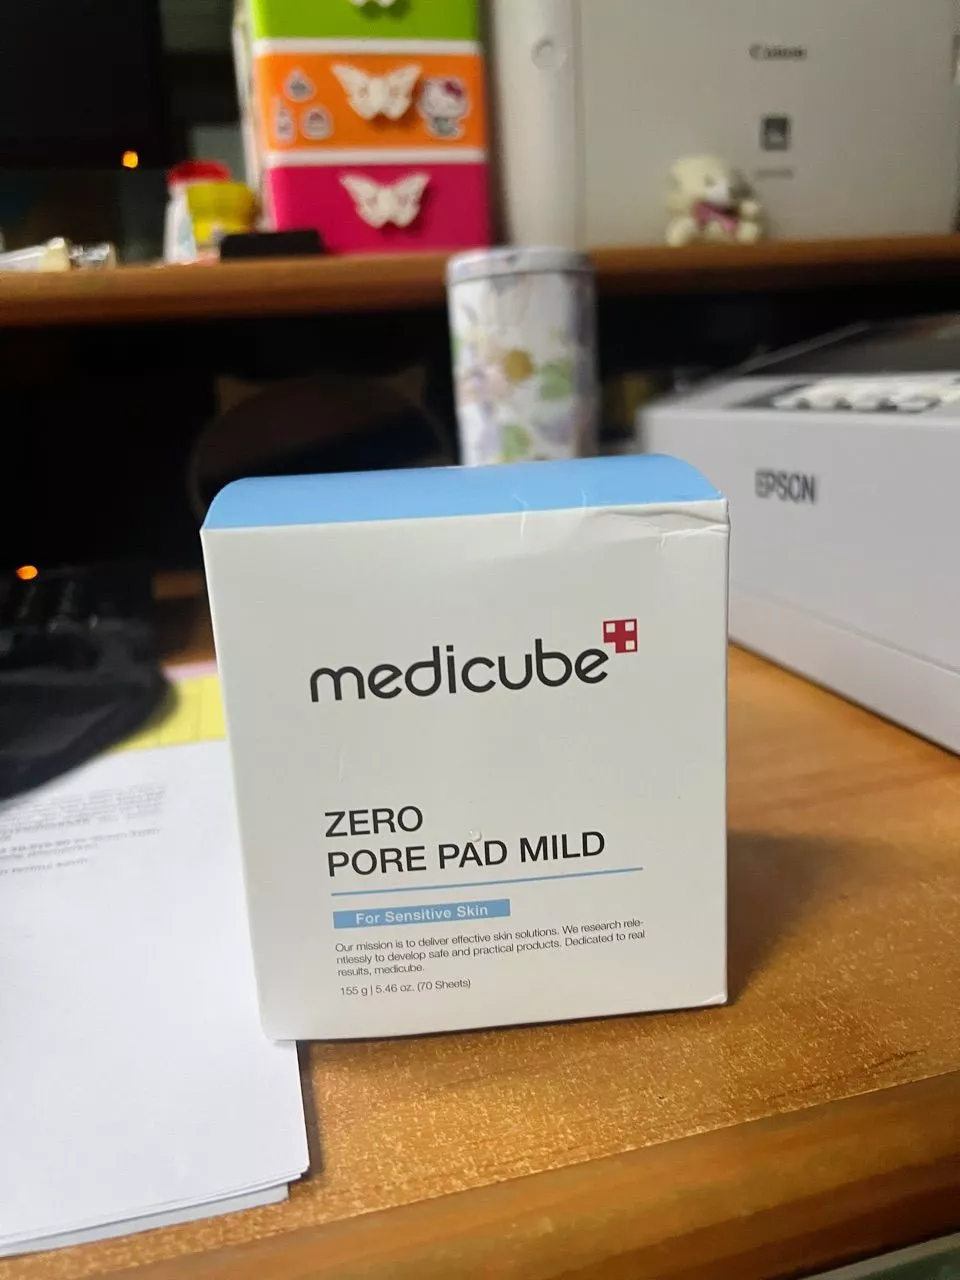 Canon
EPSON
medicube
ZERO
PORE PAD MILD
For Sensitive Skin
Our mission is to deliver effective skin solutions. We research rele-
ntlessly to develop safe and practical products. Dedicated to real
results, medicube.
155 g | 5.46 oz. (70 Sheets)